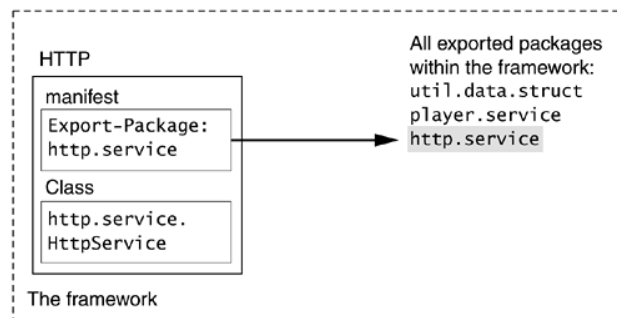 HTTP
manifest
Export-Package:
http.service
Class
http.service.
HttpService
The framework
All exported packages
within the framework:
util.data.struct
player.service
http.service